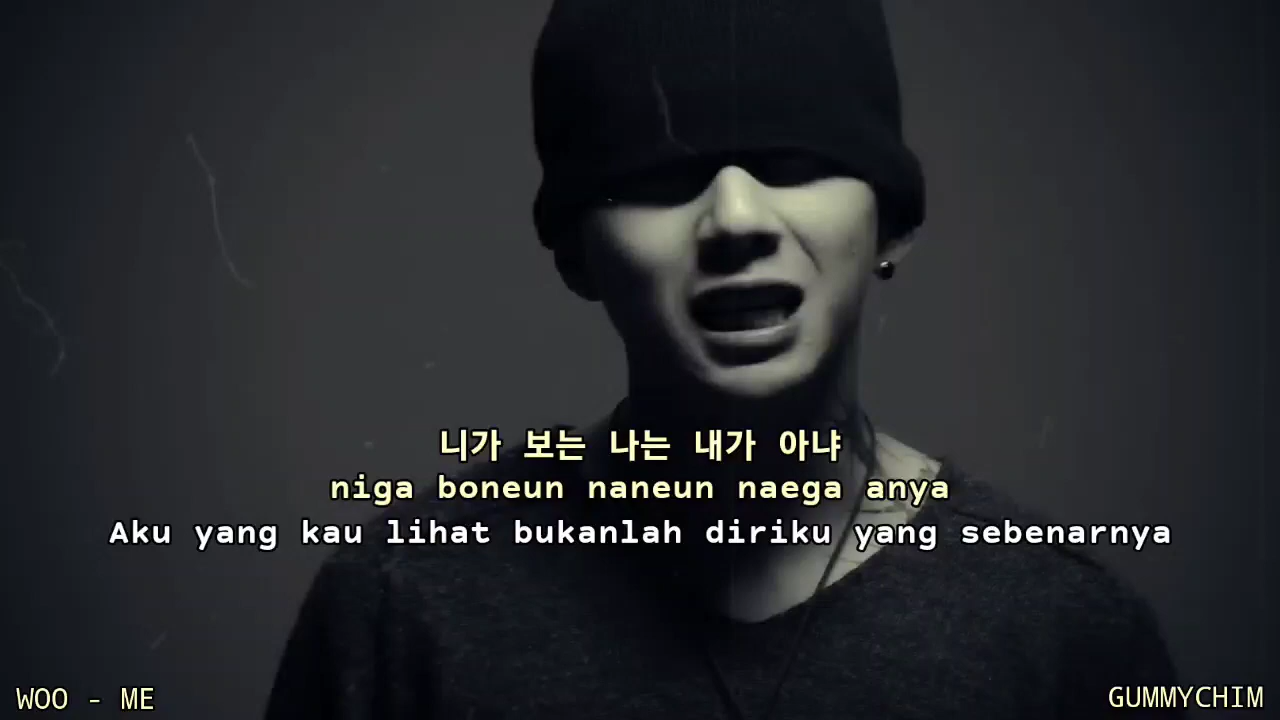 니가 보는 나는 내가 아냐
niga boneun naneun naega anya
Aku yang kau lihat bukanlah diriku yang sebenarnya
WOO - ME
GUMMYCHIM